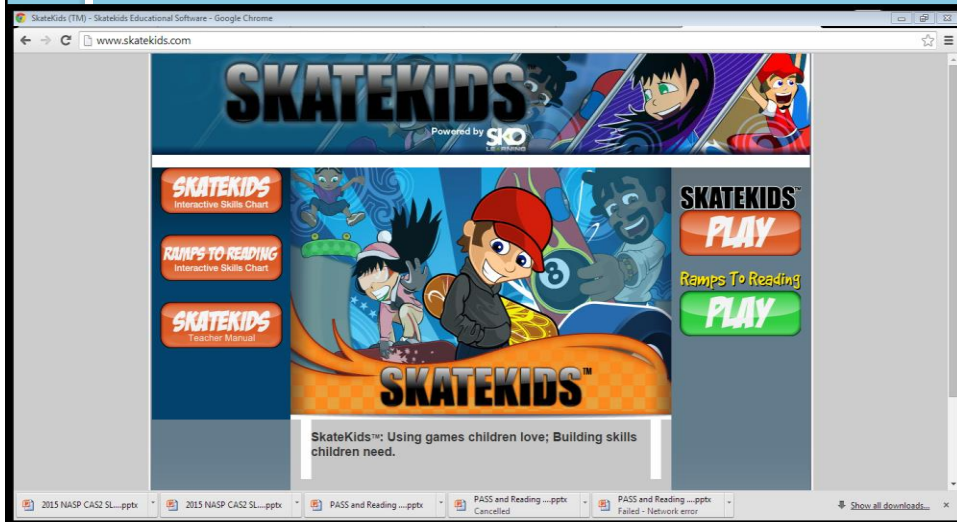 SkateKids (TM) - Skatekids Educational Software - Google Chrome
www.skatekids.com
SKATEKIDS
Powered by SKO
LEARNING
SKATEKIDS
Interactive Skills Chart
RAMPS TO READING
Interactive Skills Chart
SKATEKIDS
Teacher Manual
8
SKATEKIDS™
SKATEKIDS™
PLAY
Ramps To Reading
PLAY
SkateKids™: Using games children love; Building skills
children need.
2015 NASP CAS2 SL....pptx
2015 NASP CAS2 SL....pptx
PASS and Reading ....pptx
PASS and Reading ....pptx
Cancelled
PASS and Reading ....pptx
Failed - Network error
Show all downloads...